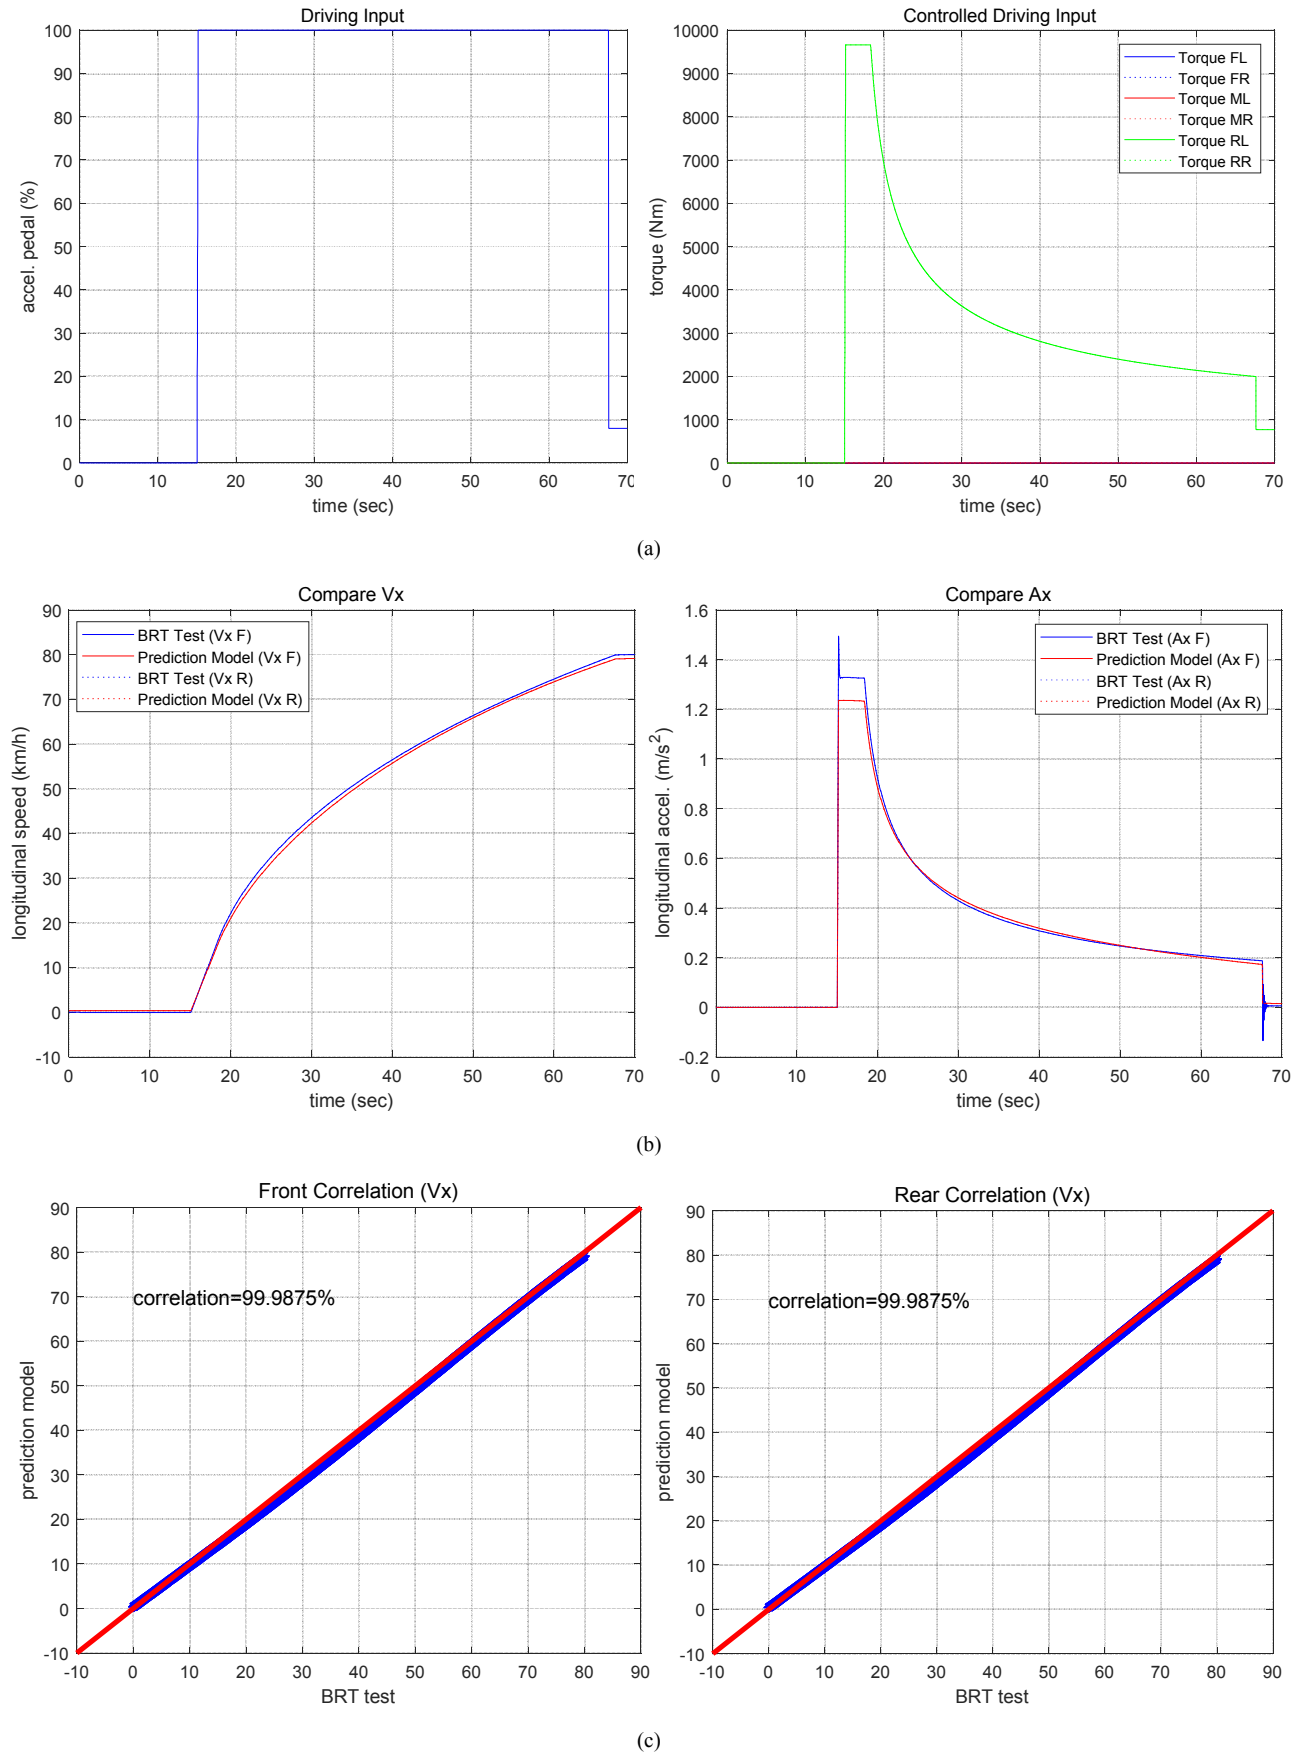 Driving Input
100
90
80
70
60
50
40
30
20
10
0
accel. pedal (%)
0 10 20 30 40 50 60 70
time (sec)
Controlled Driving Input
10000
9000
8000
7000
6000
5000
4000
3000
2000
1000
0
torque (Nm)
Torque FL
Torque FR
Torque ML
Torque MR
Torque RL
Torque RR
0 10 20 30 40 50 60 70
time (sec)
(a)
Compare Vx
90
80
70
60
50
40
30
20
10
0
-10
longitudinal speed (km/h)
BRT Test (Vx F)
Prediction Model (Vx F)
BRT Test (Vx R)
Prediction Model (Vx R)
0 10 20 30 40 50 60 70
time (sec)
Compare Ax
1.6
1.4
1.2
1
0.8
0.6
0.4
0.2
0
-0.2
longitudinal accel. (m/s²)
BRT Test (Ax F)
Prediction Model (Ax F)
BRT Test (Ax R)
Prediction Model (Ax R)
0 10 20 30 40 50 60 70
time (sec)
(b)
Front Correlation (Vx)
90
80
70
60
50
40
30
20
10
0
-10
prediction model
correlation=99.9875%
-10 0 10 20 30 40 50 60 70 80 90
BRT test
Rear Correlation (Vx)
90
80
70
60
50
40
30
20
10
0
-10
prediction model
correlation=99.9875%
-10 0 10 20 30 40 50 60 70 80 90
BRT test
(c)